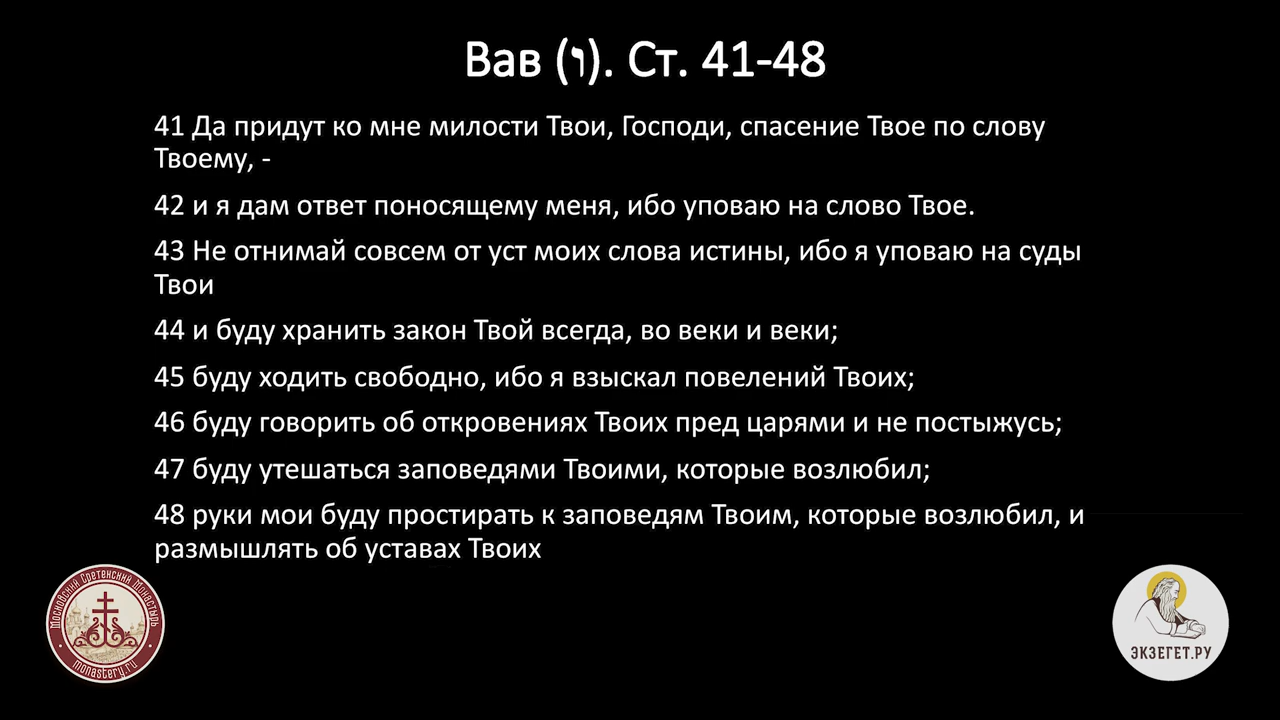 Вав (ו). Ст. 41-48
41 Да придут ко мне милости Твои, Господи, спасение Твое по слову
Твоему, -
42 и я дам ответ поносящему меня, ибо уповаю на слово Твое.
43 Не отнимай совсем от уст моих слова истины, ибо я уповаю на суды
Твои
44 и буду хранить закон Твой всегда, во веки и веки;
45 буду ходить свободно, ибо я взыскал повелений Твоих;
46 буду говорить об откровениях Твоих пред царями и не постыжусь;
47 буду утешаться заповедями Твоими, которые возлюбил;
48 руки мои буду простирать к заповедям Твоим, которые возлюбил, и
размышлять об уставах Твоих
Московский Сретенский Монастырь
monastery.ru
ЭКЗЕГЕТ.РУ